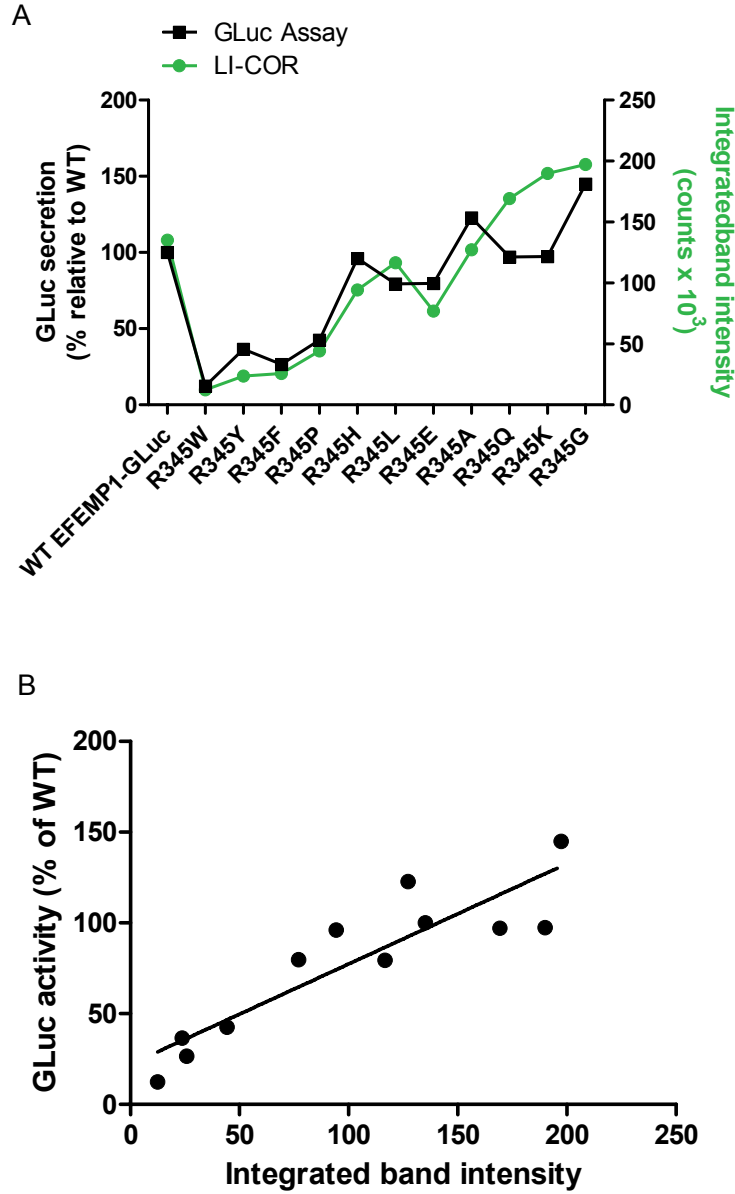 A
GLuc Assay
LI-COR
GLuc secretion
(% relative to WT)
200
150
100
50
0
250
200
150
100
50
0
Integratedband intensity
(counts x 10³)
WT EFEMP1-GLuc
R345W
R345Y
R345F
R345P
R345H
R345L
R345E
R345A
R345Q
R345K
R345G
B
GLuc activity (% of WT)
200
150
100
50
0
0 50 100 150 200 250
Integrated band intensity